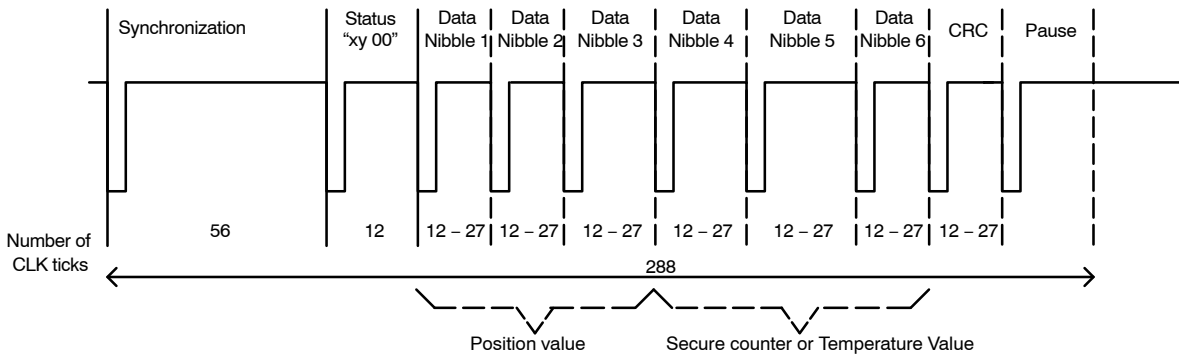 Synchronization
Status
“xy 00”
Data
Nibble 1
Data
Nibble 2
Data
Nibble 3
Data
Nibble 4
Data
Nibble 5
Data
Nibble 6
CRC
Pause
Number of
CLK ticks
56
12
12 – 27
12 – 27
12 – 27
12 – 27
12 – 27
12 – 27
12 – 27
288
Position value
Secure counter or Temperature Value